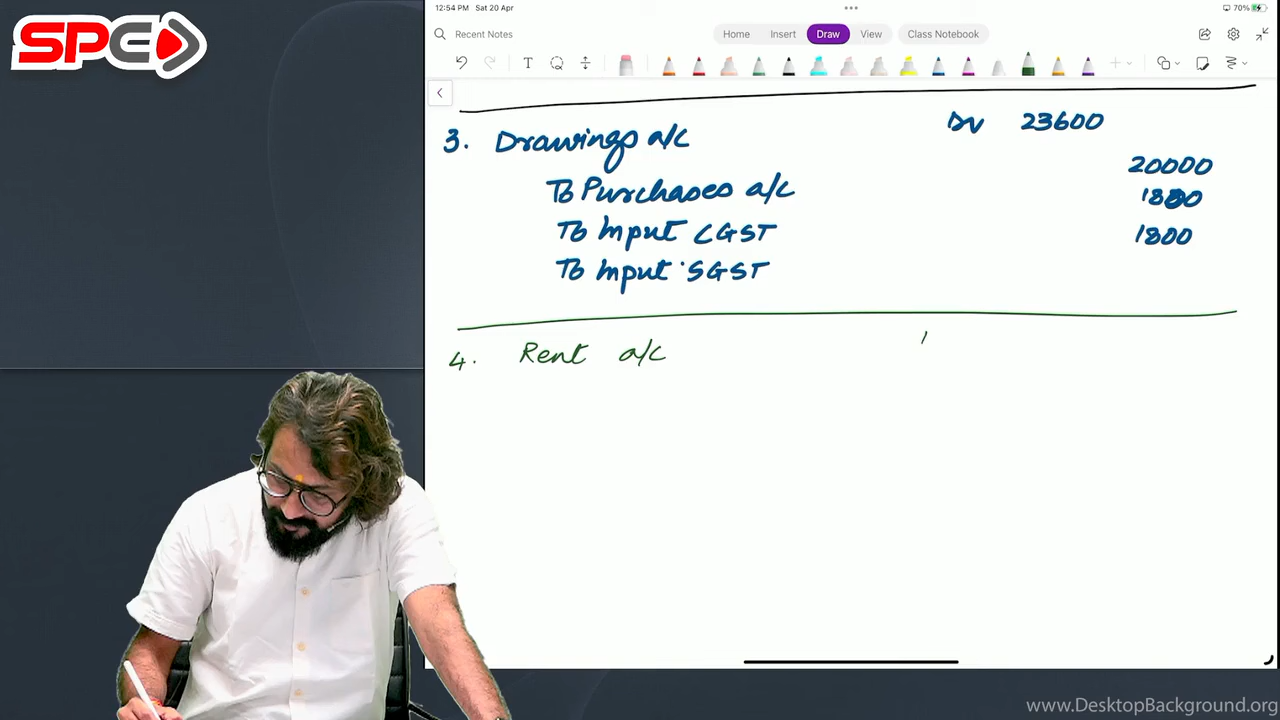 SPED
12:54 PM Sat 20 Apr
70%
Recent Notes
Home Insert Draw View Class Notebook
3. Drawings a/c Dr 23600
20000
To Purchases a/c 1800
To Input CGST 1800
To Input SGST
4. Rent a/c
www.DesktopBackground.org